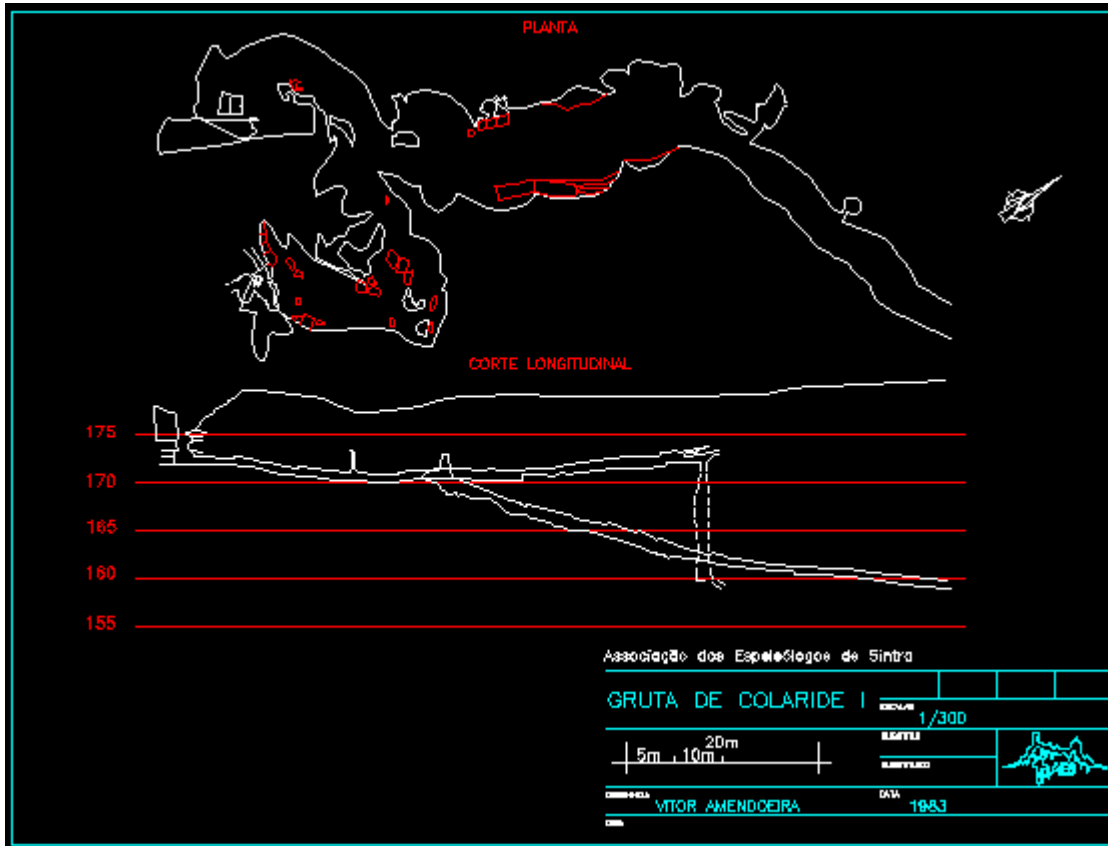 PLANTA
CORTE LONGITUDINAL
175
170
165
160
155
Associação dos Espeleólogos de Sintra
GRUTA DE COLARIDE I
1/300
5m 10m 20m
VITOR AMENDOEIRA
DATA
1983